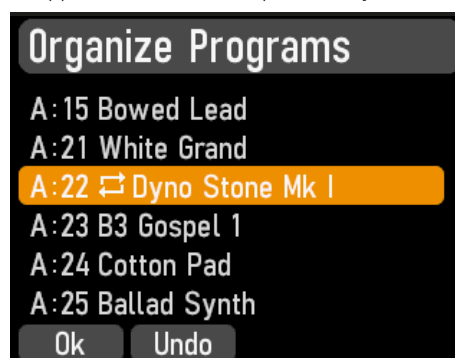 Organize Programs
A:15 Bowed Lead
A:21 White Grand
A:22 Dyno Stone Mk I
A:23 B3 Gospel 1
A:24 Cotton Pad
A:25 Ballad Synth
Ok Undo